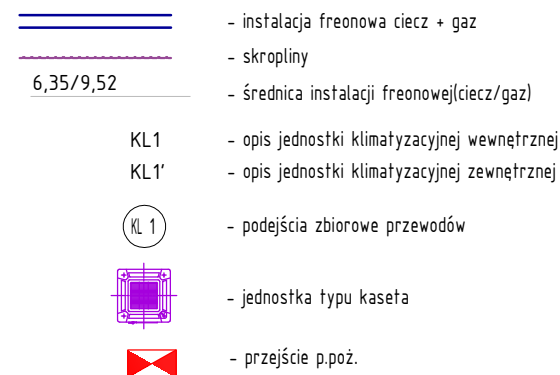 - instalacja freonowa ciecz + gaz
- skropliny
6,35/9,52 - średnica instalacji freonowej(ciecz/gaz)
KL1 - opis jednostki klimatyzacyjnej wewnętrznej
KL1' - opis jednostki klimatyzacyjnej zewnętrznej
KL 1 - podejścia zbiorowe przewodów
- jednostka typu kaseta
- przejście p.poż.